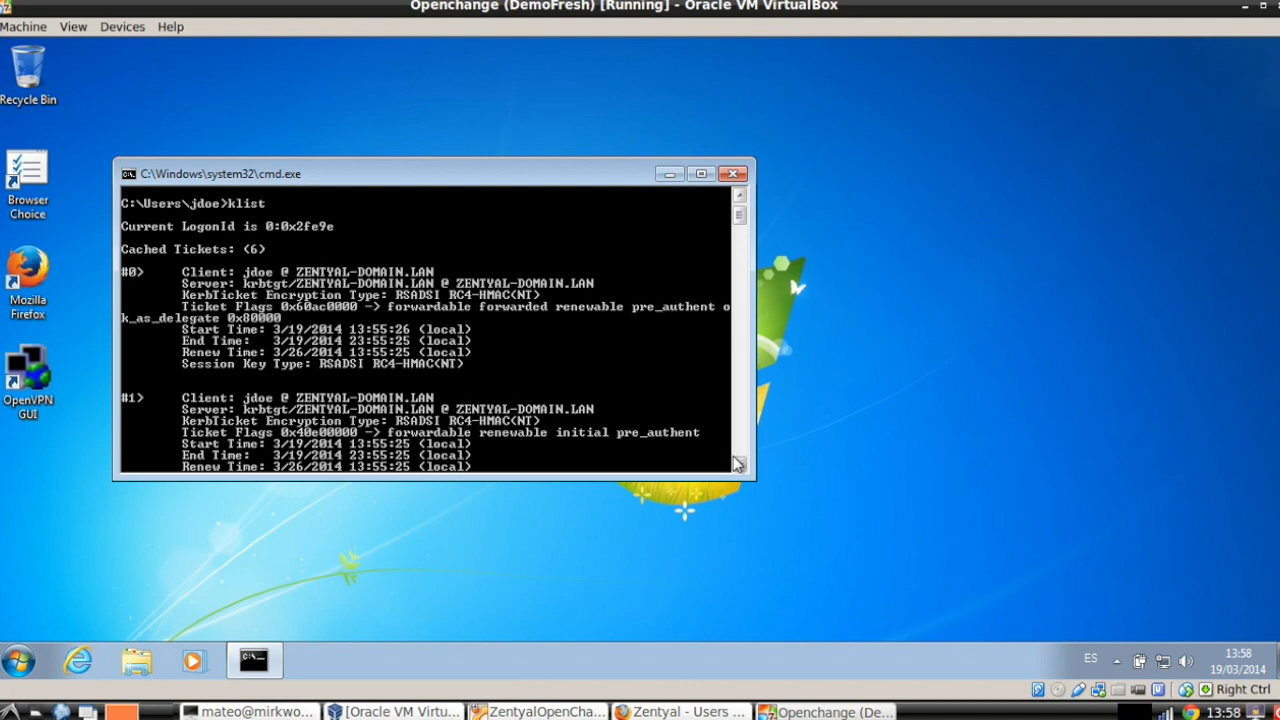 Openchange (DemoFresh) [Running] - Oracle VM VirtualBox
Machine View Devices Help
Recycle Bin
Browser
Choice
Mozilla
Firefox
OpenVPN
GUI
C:\Windows\system32\cmd.exe
C:\Users\jdoe>klist
Current LogonId is 0:0x2fe9e
Cached Tickets: (6)
#0> Client: jdoe @ ZENTYAL-DOMAIN.LAN
Server: krbtgt/ZENTYAL-DOMAIN.LAN @ ZENTYAL-DOMAIN.LAN
KerbTicket Encryption Type: RSADSI RC4-HMAC(NT)
Ticket Flags 0x60ac0000 -> forwardable forwarded renewable pre_authent o
k_as_delegate 0x80000
Start Time: 3/19/2014 13:55:26 (local)
End Time: 3/19/2014 23:55:25 (local)
Renew Time: 3/26/2014 13:55:25 (local)
Session Key Type: RSADSI RC4-HMAC(NT)
#1> Client: jdoe @ ZENTYAL-DOMAIN.LAN
Server: krbtgt/ZENTYAL-DOMAIN.LAN @ ZENTYAL-DOMAIN.LAN
KerbTicket Encryption Type: RSADSI RC4-HMAC(NT)
Ticket Flags 0x40e00000 -> forwardable renewable initial pre_authent
Start Time: 3/19/2014 13:55:25 (local)
End Time: 3/19/2014 23:55:25 (local)
Renew Time: 3/26/2014 13:55:25 (local)
ES
13:58
19/03/2014
Right Ctrl
mateo@mirkwo...
[Oracle VM Virtu...
ZentyalOpenCha...
Zentyal - Users ...
Openchange (De...
13:58